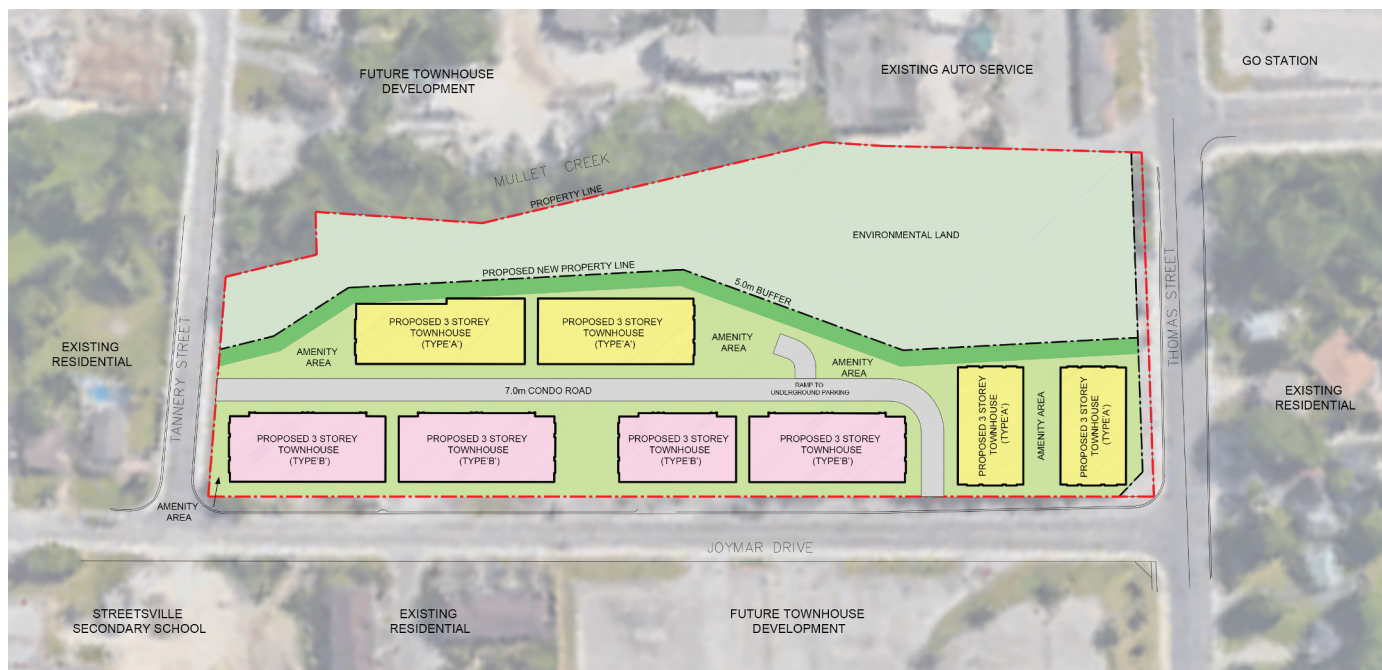 FUTURE TOWNHOUSE
DEVELOPMENT
EXISTING AUTO SERVICE
GO STATION
MULLET CREEK
PROPERTY LINE
ENVIRONMENTAL LAND
PROPOSED NEW PROPERTY LINE
5.0m BUFFER
THOMAS STREET
TANNERY STREET
EXISTING
RESIDENTIAL
PROPOSED 3 STOREY
TOWNHOUSE
(TYPE'A')
PROPOSED 3 STOREY
TOWNHOUSE
(TYPE'A')
AMENITY
AREA
AMENITY
AREA
AMENITY
AREA
7.0m CONDO ROAD
RAMP TO
UNDERGROUND PARKING
PROPOSED 3 STOREY
TOWNHOUSE
(TYPE'A')
AMENITY AREA
PROPOSED 3 STOREY
TOWNHOUSE
(TYPE'A')
EXISTING
RESIDENTIAL
PROPOSED 3 STOREY
TOWNHOUSE
(TYPE'B')
PROPOSED 3 STOREY
TOWNHOUSE
(TYPE'B')
PROPOSED 3 STOREY
TOWNHOUSE
(TYPE'B')
PROPOSED 3 STOREY
TOWNHOUSE
(TYPE'B')
AMENITY
AREA
JOYMAR DRIVE
STREETSVILLE
SECONDARY SCHOOL
EXISTING
RESIDENTIAL
FUTURE TOWNHOUSE
DEVELOPMENT